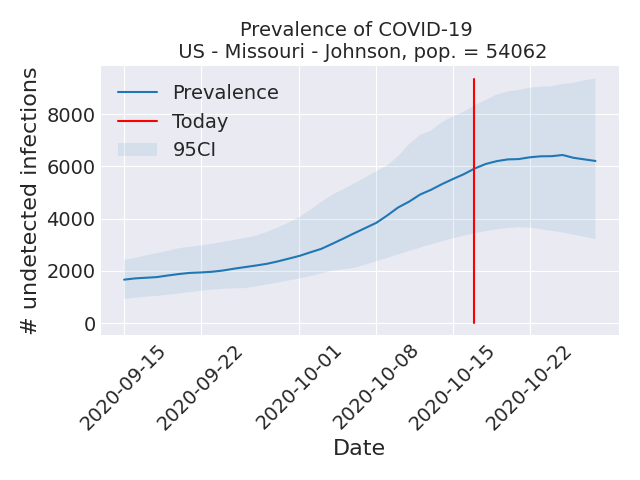 Prevalence of COVID-19
US - Missouri - Johnson, pop. = 54062
# undetected infections
8000
6000
4000
2000
0
Prevalence
Today
95CI
2020-09-15
2020-09-22
2020-10-01
2020-10-08
2020-10-15
2020-10-22
Date